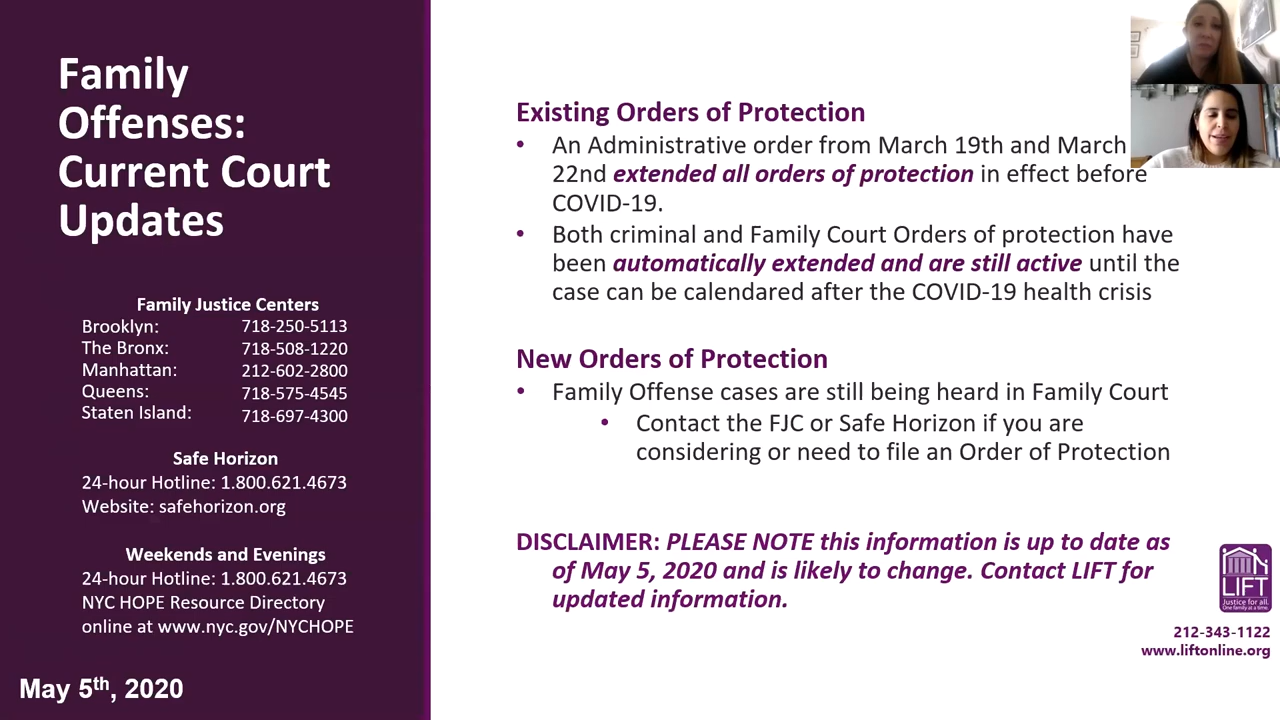 Family
Offenses:
Current Court
Updates
Family Justice Centers
Brooklyn: 718-250-5113
The Bronx: 718-508-1220
Manhattan: 212-602-2800
Queens: 718-575-4545
Staten Island: 718-697-4300
Safe Horizon
24-hour Hotline: 1.800.621.4673
Website: safehorizon.org
Weekends and Evenings
24-hour Hotline: 1.800.621.4673
NYC HOPE Resource Directory
online at www.nyc.gov/NYCHOPE
May 5th, 2020
Existing Orders of Protection
• An Administrative order from March 19th and March
22nd extended all orders of protection in effect before
COVID-19.
• Both criminal and Family Court Orders of protection have
been automatically extended and are still active until the
case can be calendared after the COVID-19 health crisis
New Orders of Protection
• Family Offense cases are still being heard in Family Court
• Contact the FJC or Safe Horizon if you are
considering or need to file an Order of Protection
DISCLAIMER: PLEASE NOTE this information is up to date as
of May 5, 2020 and is likely to change. Contact LIFT for
updated information.
LIFT
Justice for all.
One family at a time.
212-343-1122
www.liftonline.org